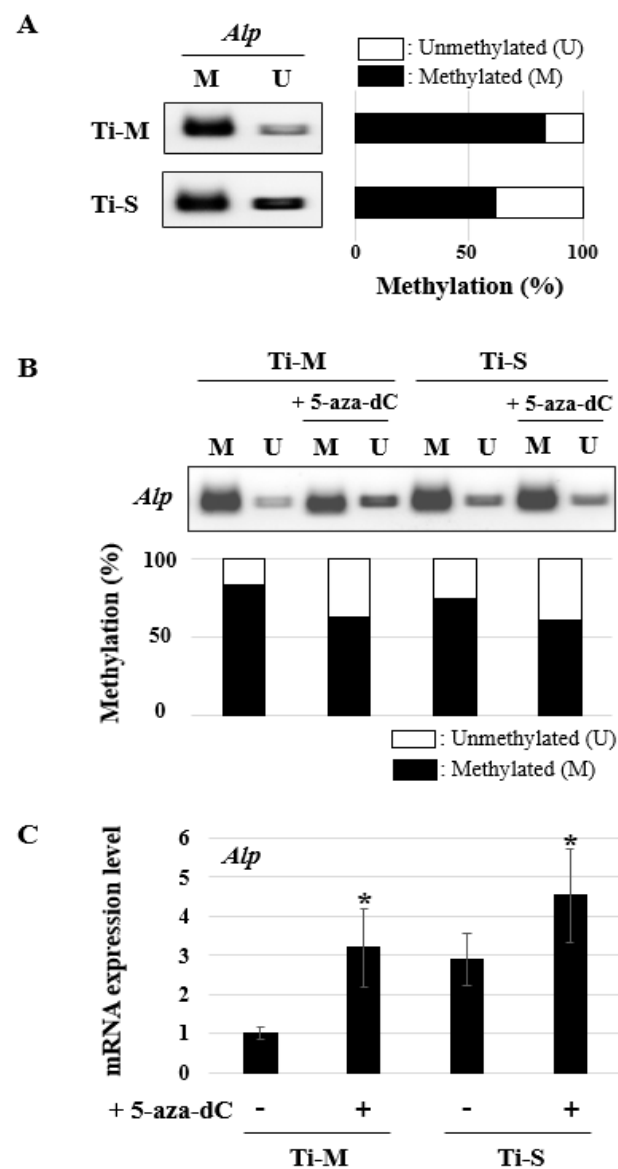 A
Alp
M U
Ti-M
Ti-S
: Unmethylated (U)
: Methylated (M)
0 50 100
Methylation (%)
B
Ti-M Ti-S
+ 5-aza-dC + 5-aza-dC
M U M U M U M U
Alp
Methylation (%)
100
50
0
: Unmethylated (U)
: Methylated (M)
C
mRNA expression level
6
5
4
3
2
1
0
Alp
* *
+ 5-aza-dC - + - +
Ti-M Ti-S